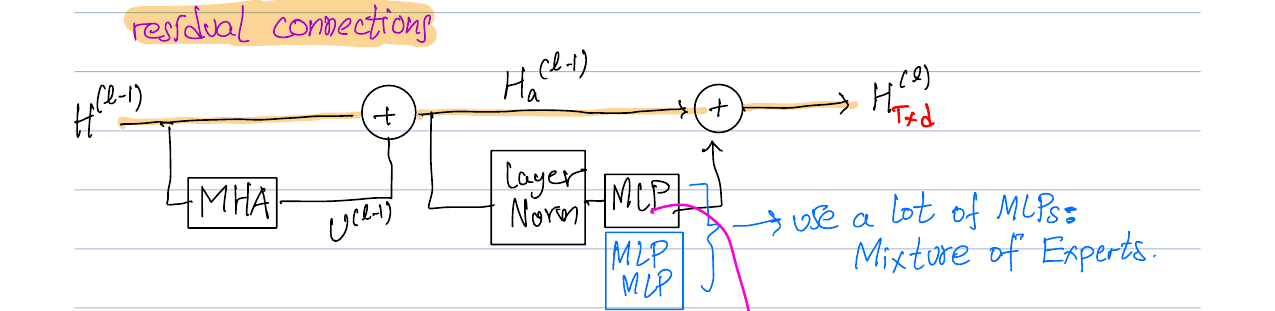 residual connections
H^(l-1)
+
H_a^(l-1)
+
H^(l)
Txd
MHA
U^(l-1)
Layer
Norm
MLP
MLP
MLP
→ use a lot of MLPs:
Mixture of Experts.